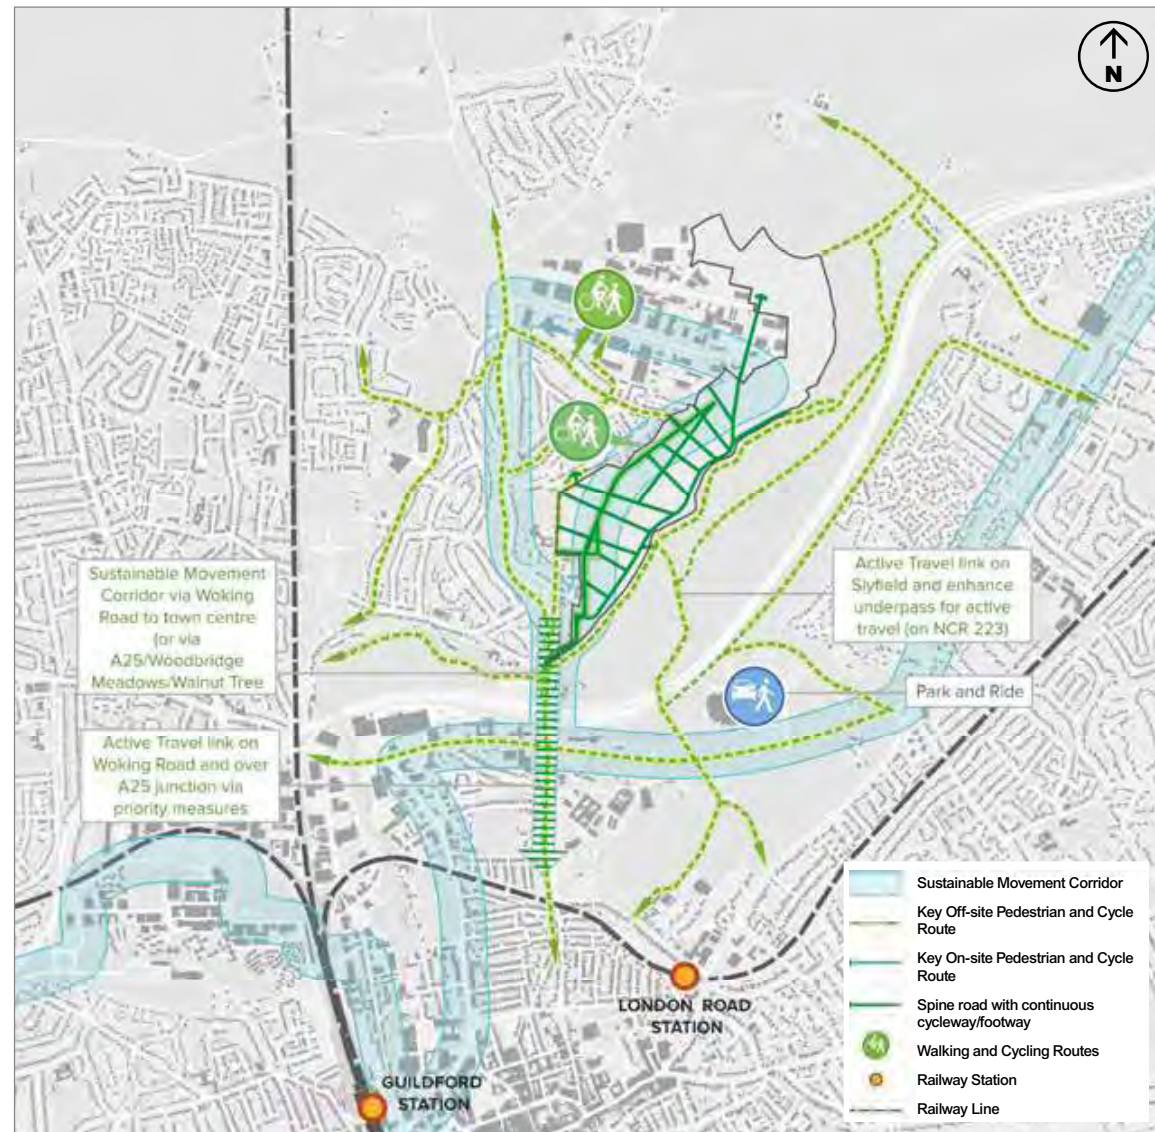 N
Sustainable Movement
Corridor via Woking
Road to town centre
(or via
A25/Woodbridge
Meadows/Walnut Tree
Active Travel link on
Woking Road and over
A25 junction via
priority measures
Active Travel link on
Slyfield and enhance
underpass for active
travel (on NCR 223)
Park and Ride
LONDON ROAD
STATION
GUILDFORD
STATION
Sustainable Movement Corridor
Key Off-site Pedestrian and Cycle
Route
Key On-site Pedestrian and Cycle
Route
Spine road with continuous
cycleway/footway
Walking and Cycling Routes
Railway Station
Railway Line